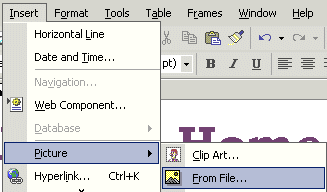 Insert Format Tools Table Frames Window Help
Horizontal Line
Date and Time...
pt) B I U
Navigation...
Web Component...
Database
Home
Picture
Clip Art...
Hyperlink... Ctrl+K
From File...